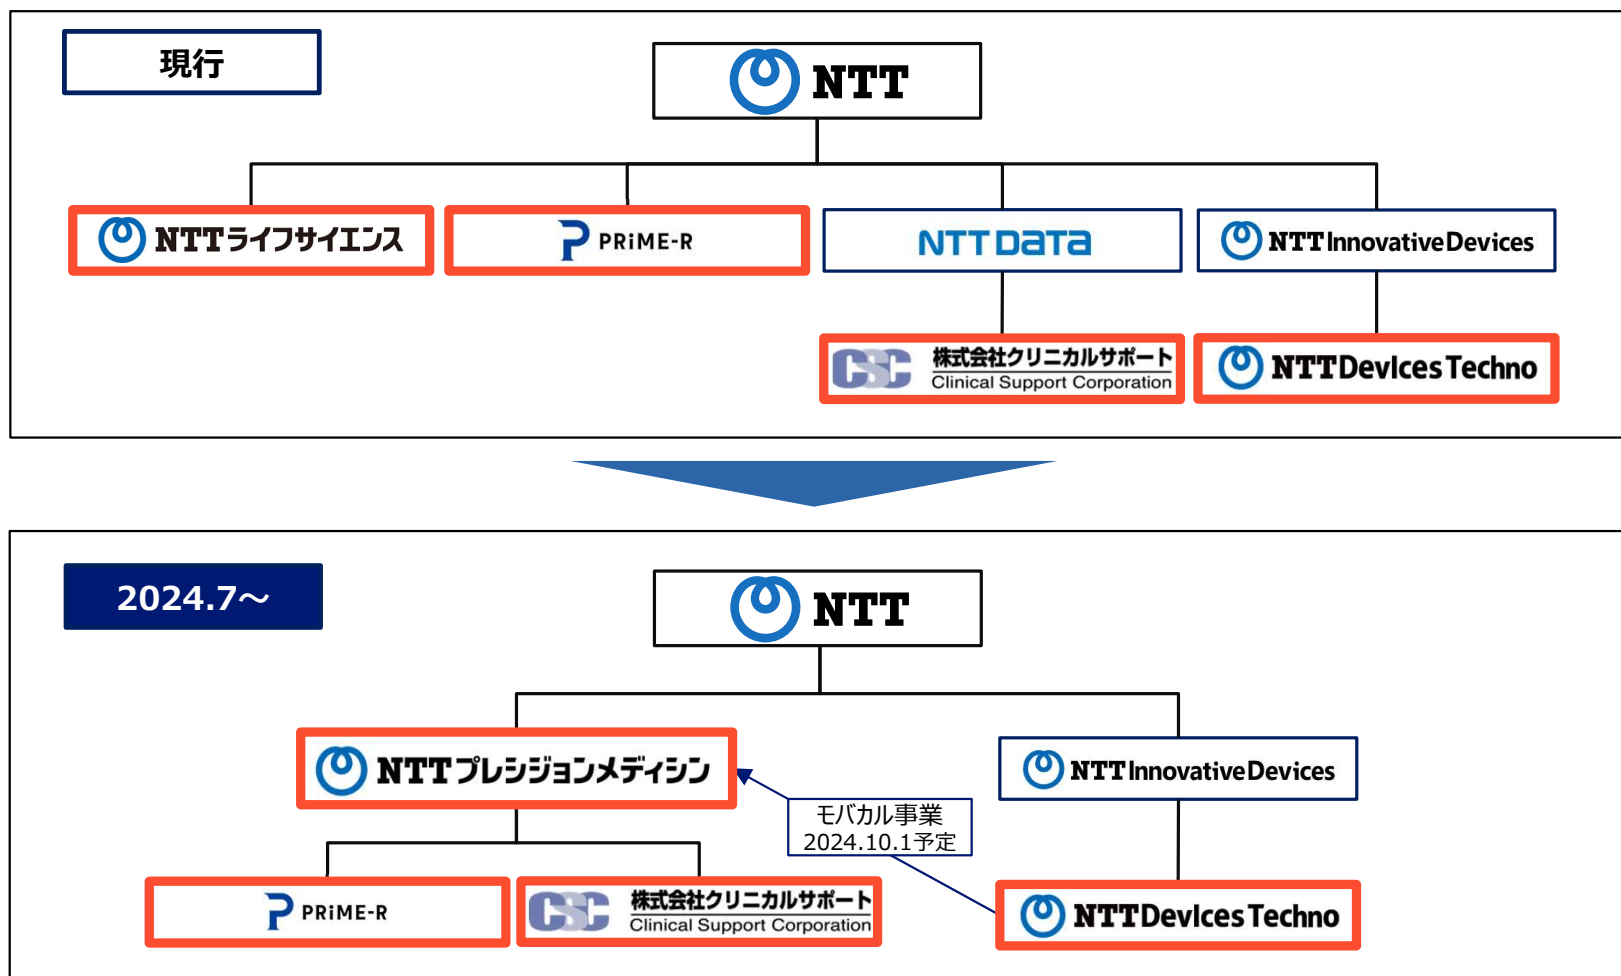 現行
NTT
NTTライフサイエンス
PRiME-R
NTT DATA
NTT Innovative Devices
CSC
株式会社クリニカルサポート
Clinical Support Corporation
NTT Devices Techno
2024.7～
NTT
NTTプレシジョンメディシン
NTT Innovative Devices
モバカル事業
2024.10.1予定
PRiME-R
CSC
株式会社クリニカルサポート
Clinical Support Corporation
NTT Devices Techno